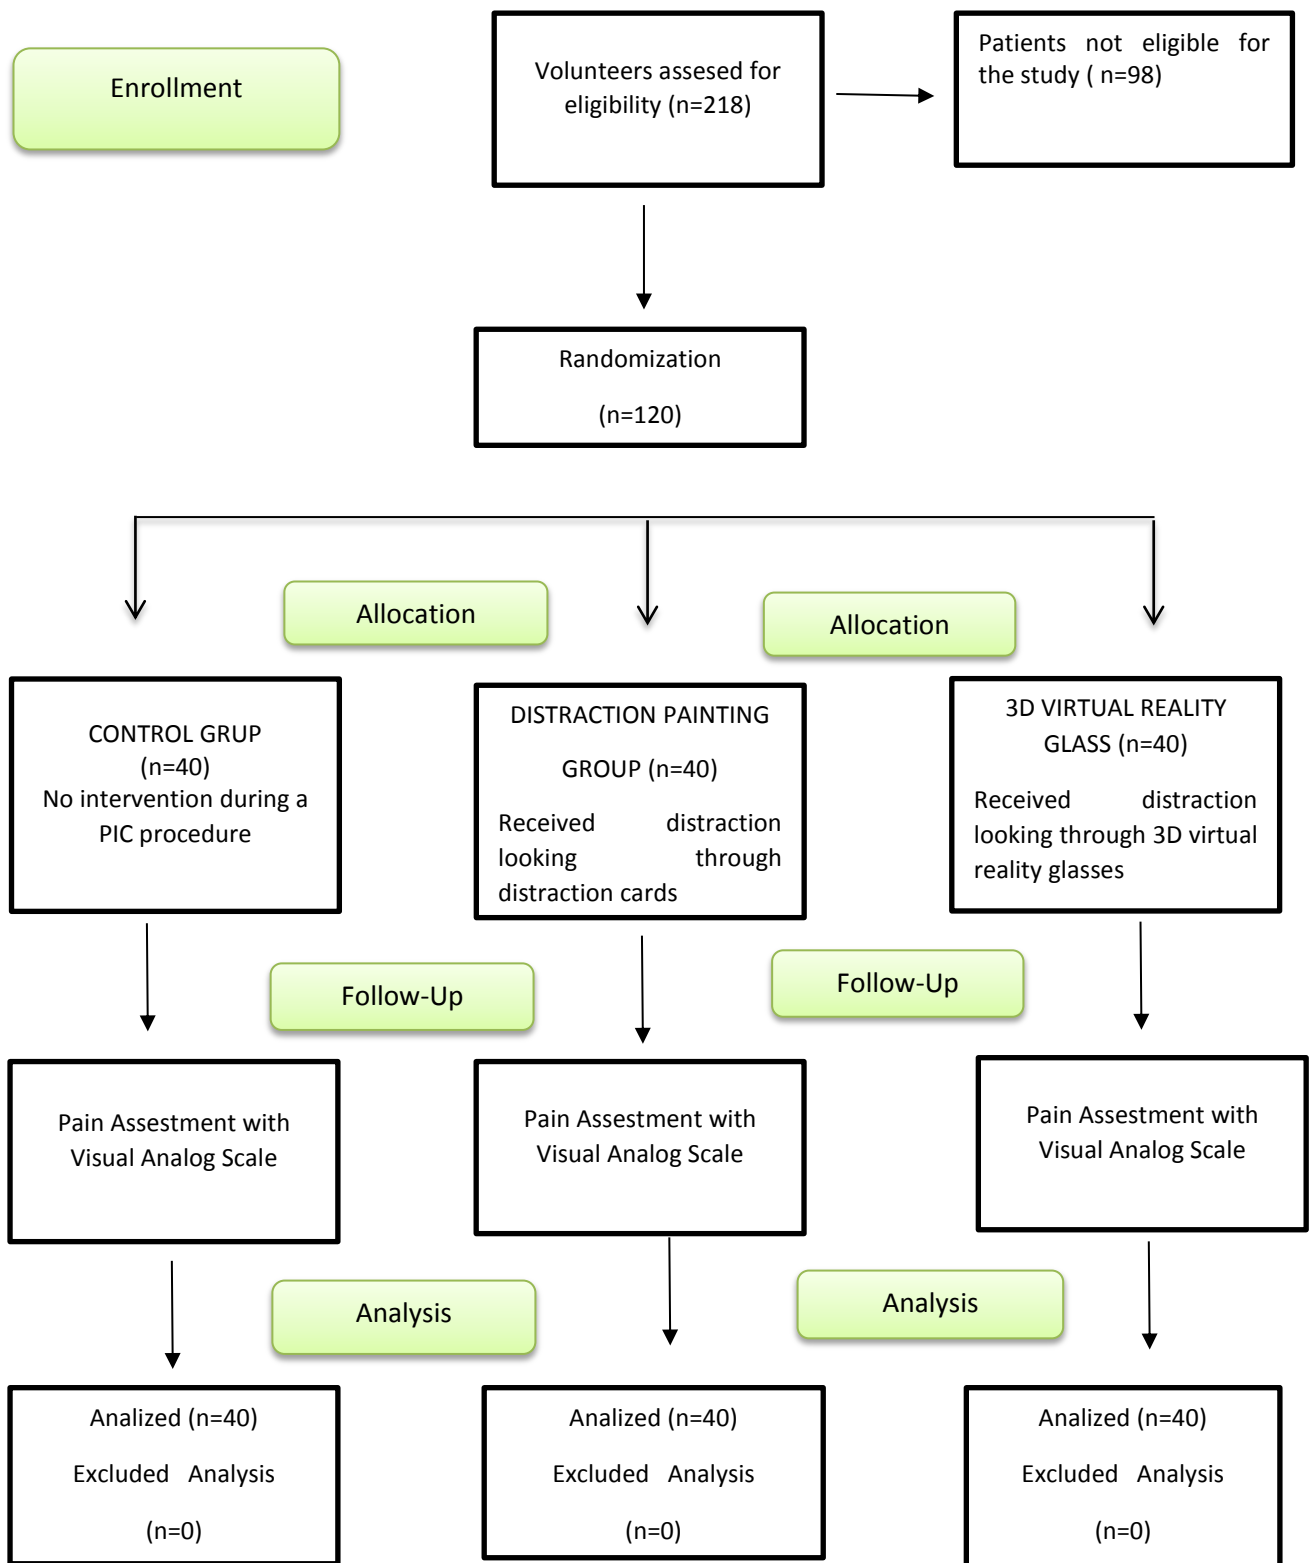 Enrollment
Volunteers assesed for
eligibility (n=218)
Patients not eligible for
the study ( n=98)
Randomization
(n=120)
Allocation
Allocation
CONTROL GRUP
(n=40)
No intervention during a
PIC procedure
DISTRACTION PAINTING
GROUP (n=40)
Received distraction
looking through
distraction cards
3D VIRTUAL REALITY
GLASS (n=40)
Received distraction
looking through 3D virtual
reality glasses
Follow-Up
Follow-Up
Pain Assestment with
Visual Analog Scale
Pain Assestment with
Visual Analog Scale
Pain Assestment with
Visual Analog Scale
Analysis
Analysis
Analized (n=40)
Excluded Analysis
(n=0)
Analized (n=40)
Excluded Analysis
(n=0)
Analized (n=40)
Excluded Analysis
(n=0)